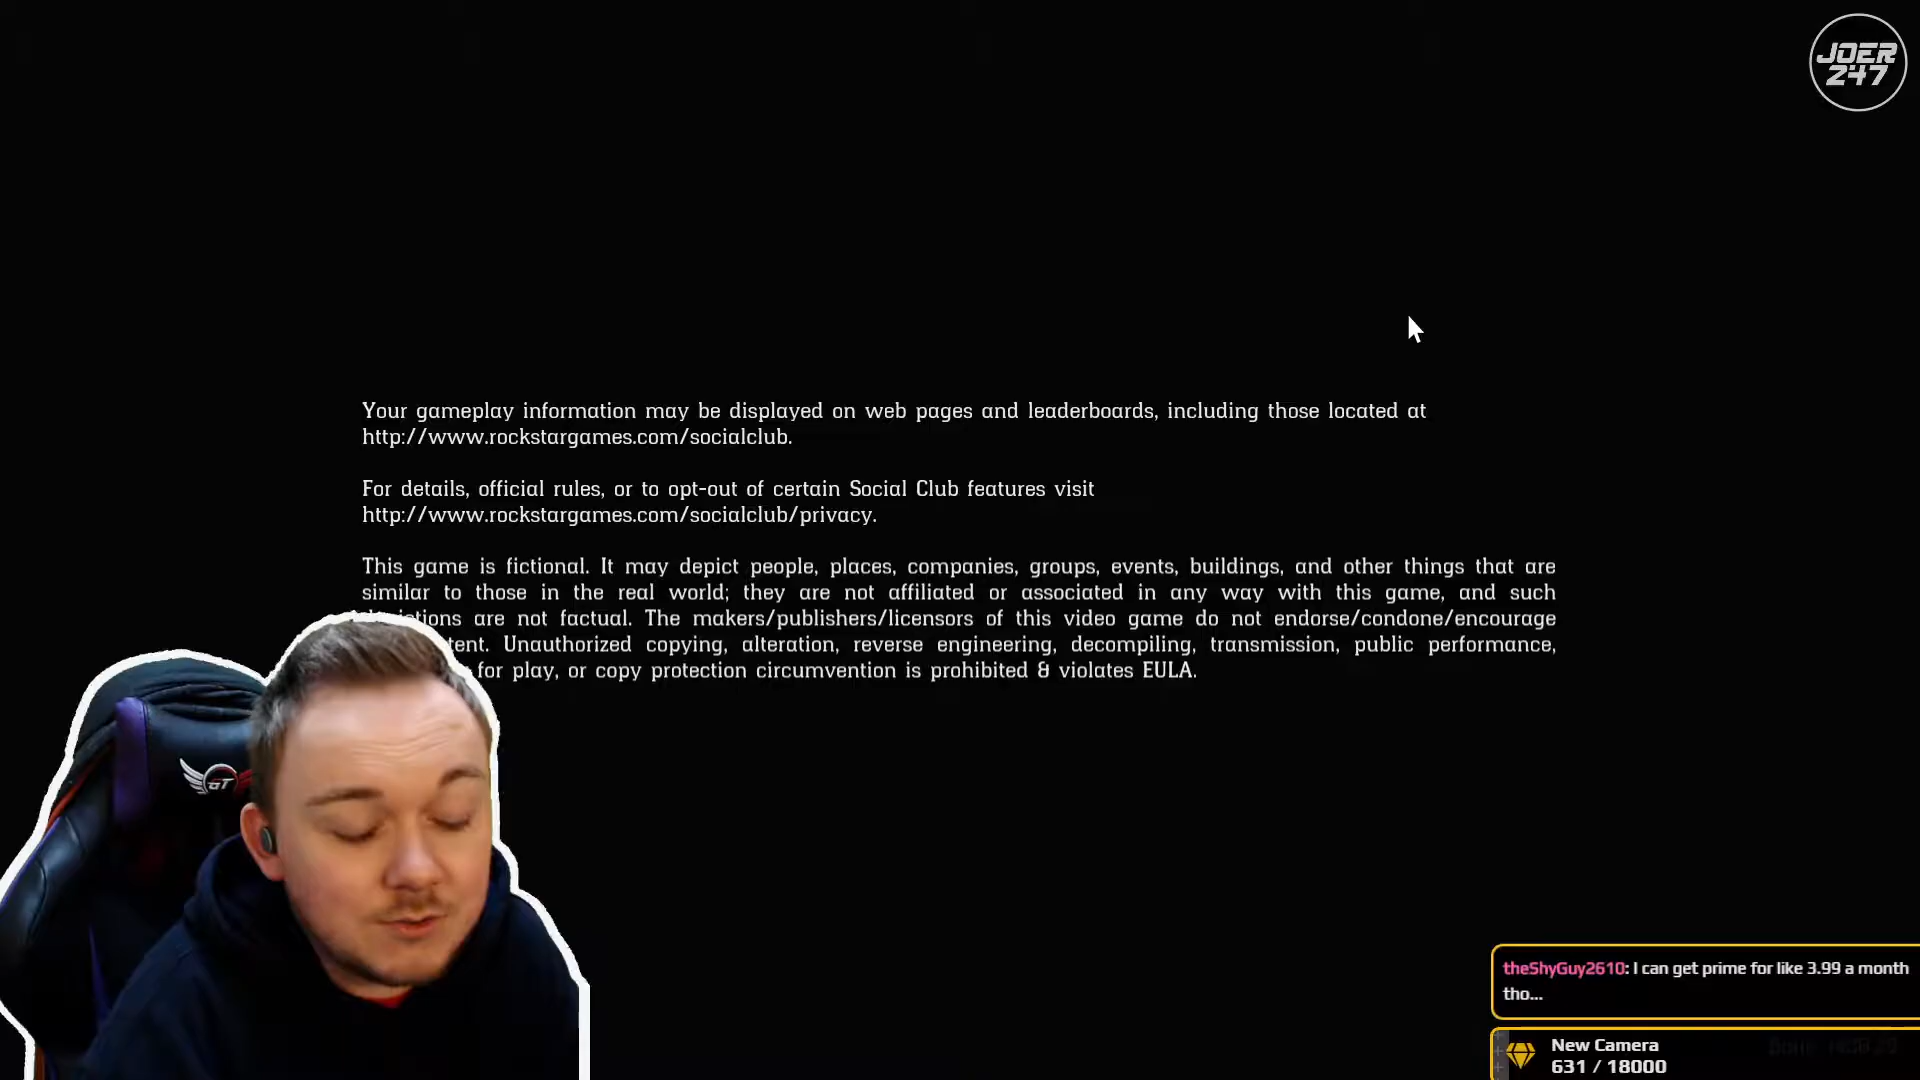 JOER
247
Your gameplay information may be displayed on web pages and leaderboards, including those located at
http://www.rockstargames.com/socialclub.
For details, official rules, or to opt-out of certain Social Club features visit
http://www.rockstargames.com/socialclub/privacy.
This game is fictional. It may depict people, places, companies, groups, events, buildings, and other things that are
similar to those in the real world; they are not affiliated or associated in any way with this game, and such
are not factual. The makers/publishers/licensors of this video game do not endorse/condone/encourage
Unauthorized copying, alteration, reverse engineering, decompiling, transmission, public performance,
for play, or copy protection circumvention is prohibited & violates EULA.
GT
theShyGuy2610: I can get prime for like 3.99 a month
tho...
New Camera
631 / 18000